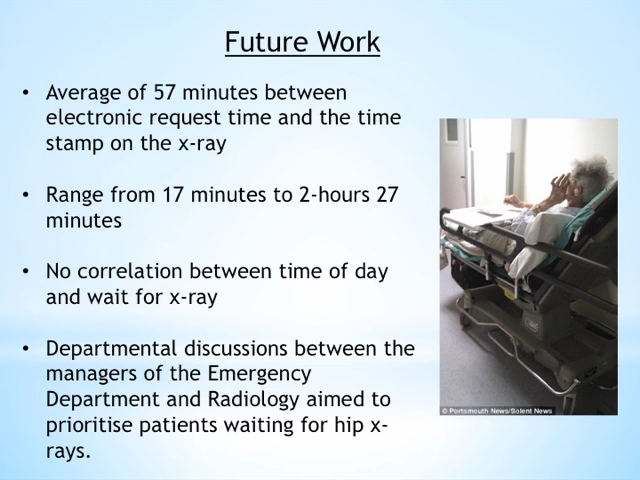 Future Work
• Average of 57 minutes between
electronic request time and the time
stamp on the x-ray
• Range from 17 minutes to 2-hours 27
minutes
• No correlation between time of day
and wait for x-ray
• Departmental discussions between the
managers of the Emergency
Department and Radiology aimed to
prioritise patients waiting for hip x-
rays.
© Portsmouth News/Solent News